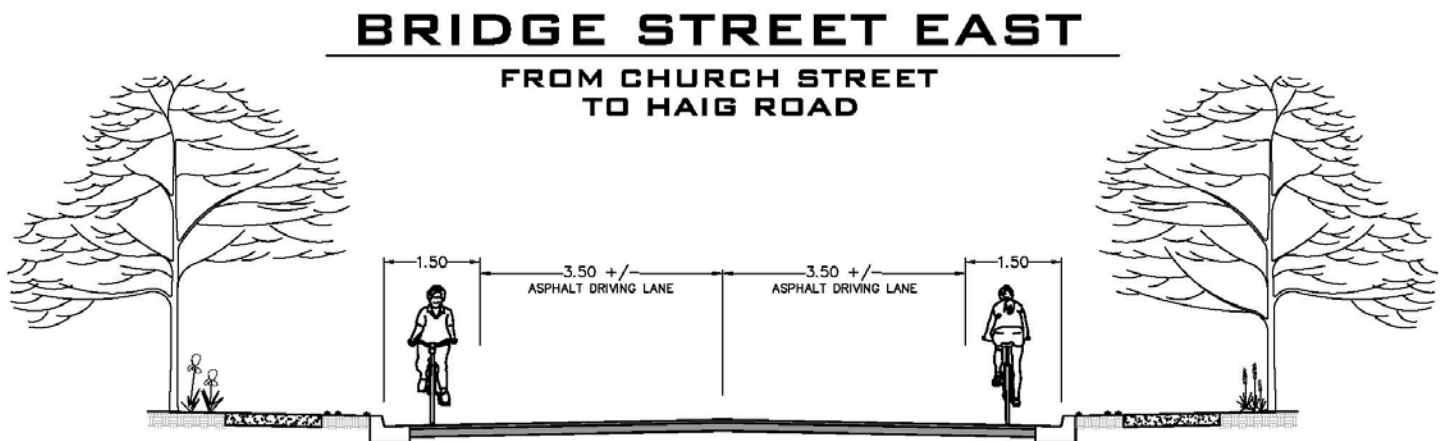 BRIDGE STREET EAST
FROM CHURCH STREET
TO HAIG ROAD
1.50
3.50 +/-
ASPHALT DRIVING LANE
3.50 +/-
ASPHALT DRIVING LANE
1.50